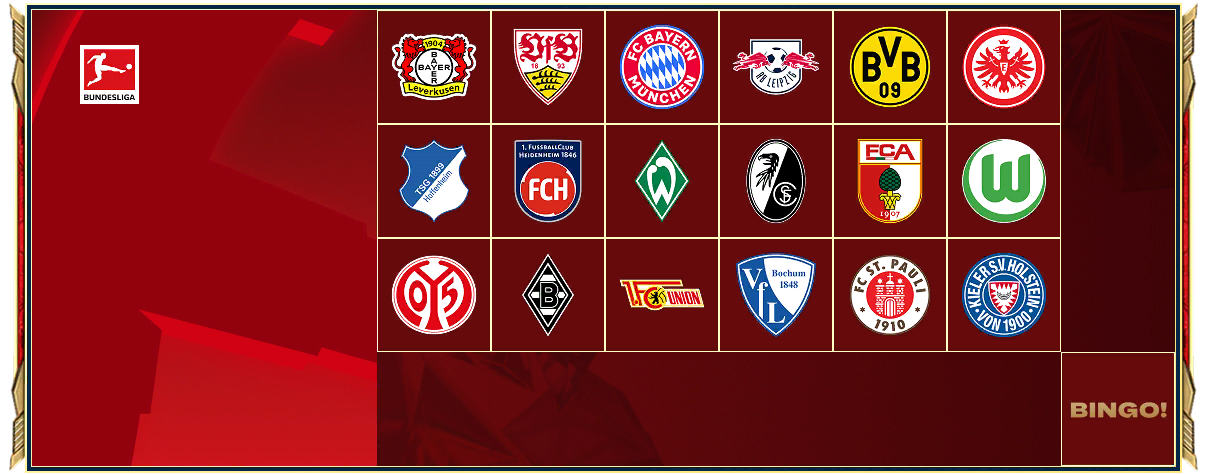 BUNDESLIGA
1904
BAYER
BAYER
Leverkusen
VfB
18 93
FC BAYERN
MÜNCHEN
RB LEIPZIG
BVB
09
TSG 1899
Hoffenheim
1. FUSSBALLCLUB
HEIDENHEIM 1846
FCH
W
SC
FCA
1907
W
05
B
1.FC UNION
VfL
Bochum
1848
FC ST. PAULI
1910
KIELER S.V. HOLSTEIN
VON 1900
BINGO!